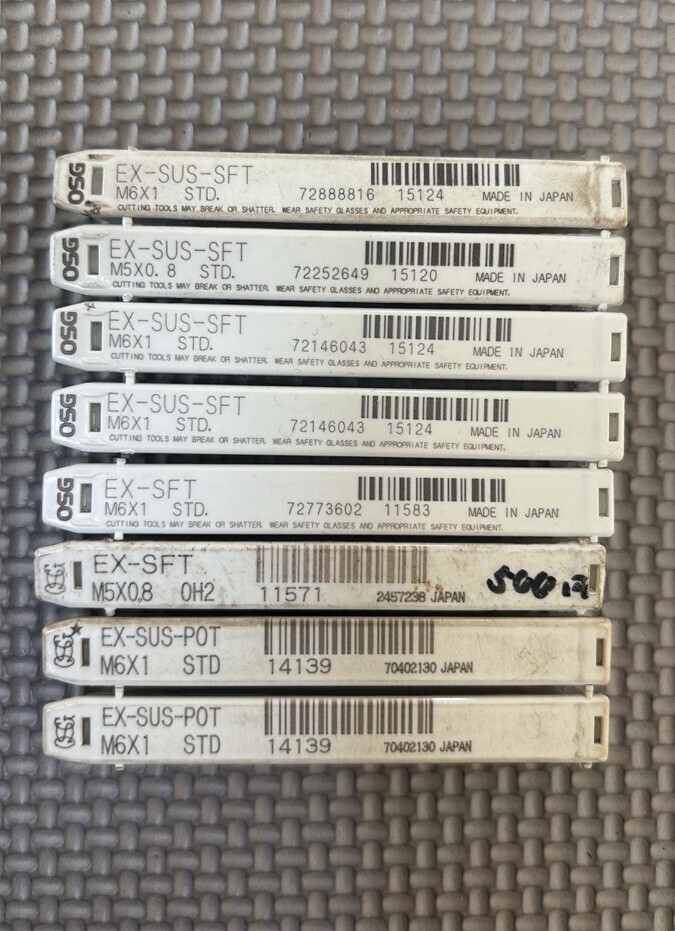 OSG EX-SUS-SFT
M6X1 STD. 72888816 15124 MADE IN JAPAN
CUTTING TOOLS MAY BREAK OR SHATTER. WEAR SAFETY GLASSES AND APPROPRIATE SAFETY EQUIPMENT.
OSG EX-SUS-SFT
M5X0.8 STD. 72252649 15120 MADE IN JAPAN
CUTTING TOOLS MAY BREAK OR SHATTER. WEAR SAFETY GLASSES AND APPROPRIATE SAFETY EQUIPMENT.
OSG EX-SUS-SFT
M6X1 STD. 72146043 15124 MADE IN JAPAN
CUTTING TOOLS MAY BREAK OR SHATTER. WEAR SAFETY GLASSES AND APPROPRIATE SAFETY EQUIPMENT.
OSG EX-SUS-SFT
M6X1 STD. 72146043 15124 MADE IN JAPAN
CUTTING TOOLS MAY BREAK OR SHATTER. WEAR SAFETY GLASSES AND APPROPRIATE SAFETY EQUIPMENT.
OSG EX-SFT
M6X1 STD. 72773602 11583 MADE IN JAPAN
CUTTING TOOLS MAY BREAK OR SHATTER. WEAR SAFETY GLASSES AND APPROPRIATE SAFETY EQUIPMENT.
EX-SFT
M5X0.8 OH2 11571 2457238 JAPAN
EX-SUS-POT
M6X1 STD 14139 70402130 JAPAN
EX-SUS-POT
M6X1 STD 14139 70402130 JAPAN